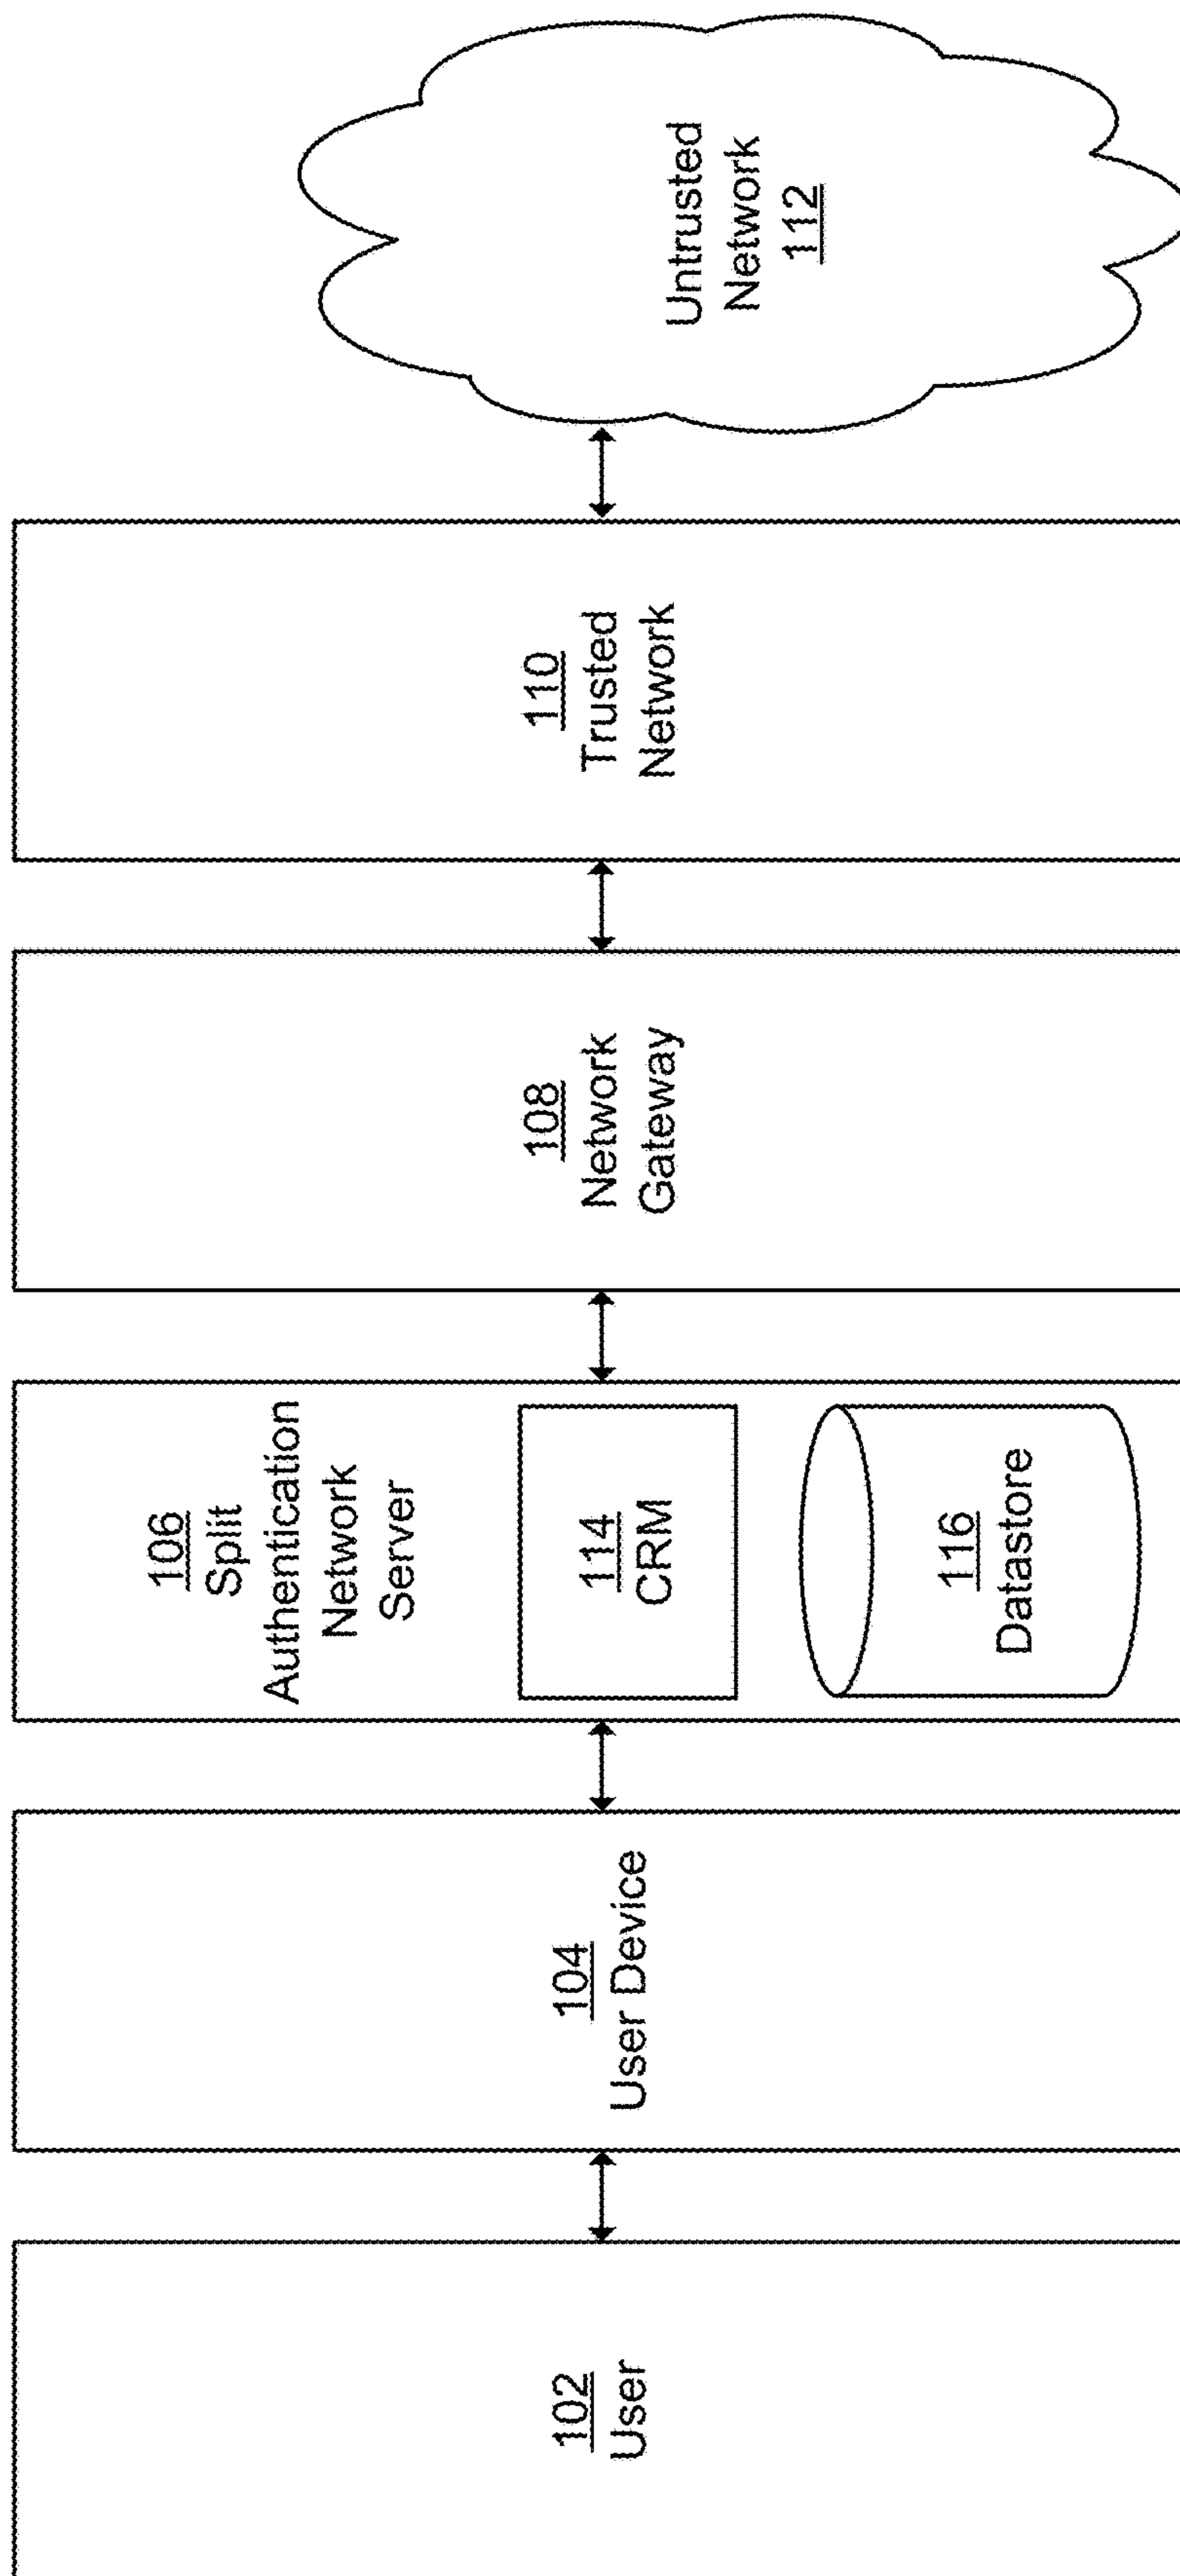 102
User
104
User Device
106
Split
Authentication
Network
Server
114
CRM
116
Datastore
108
Network
Gateway
110
Trusted
Network
Untrusted
Network
112